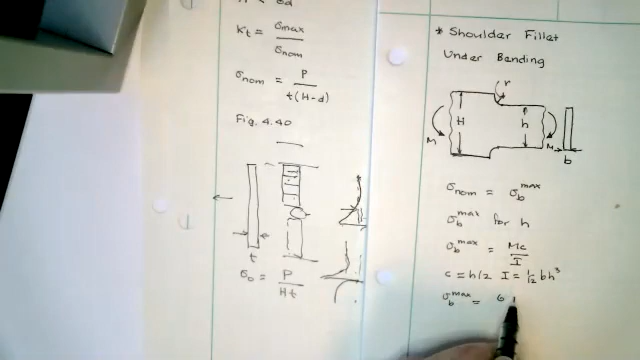 Kt = σmax / σnom
σnom = P / t(H-d)
Fig. 4.40
t
σ₀ = P / Ht
* Shoulder Fillet
Under Bending
r
H
h
M
M
b
σnom = σb^max
σb^max for h
σb^max = Mc / I
c = h/2 I = 1/12 bh³
σb^max = 6